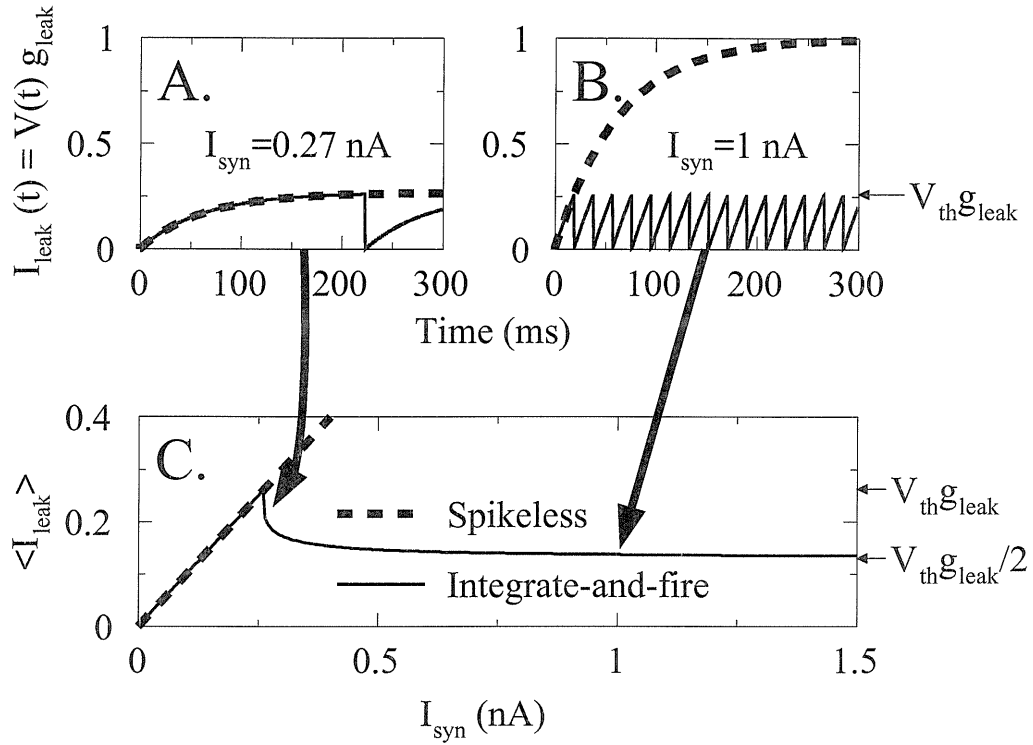 I_leak (t) = V(t) g_leak
1
0.5
0
A.
I_syn=0.27 nA
0 100 200 300
1
0.5
0
B.
I_syn=1 nA
V_th g_leak
0 100 200 300
Time (ms)
<I_leak>
0.4
0.2
0
C.
Spikeless
Integrate-and-fire
V_th g_leak
V_th g_leak/2
0 0.5 1 1.5
I_syn (nA)